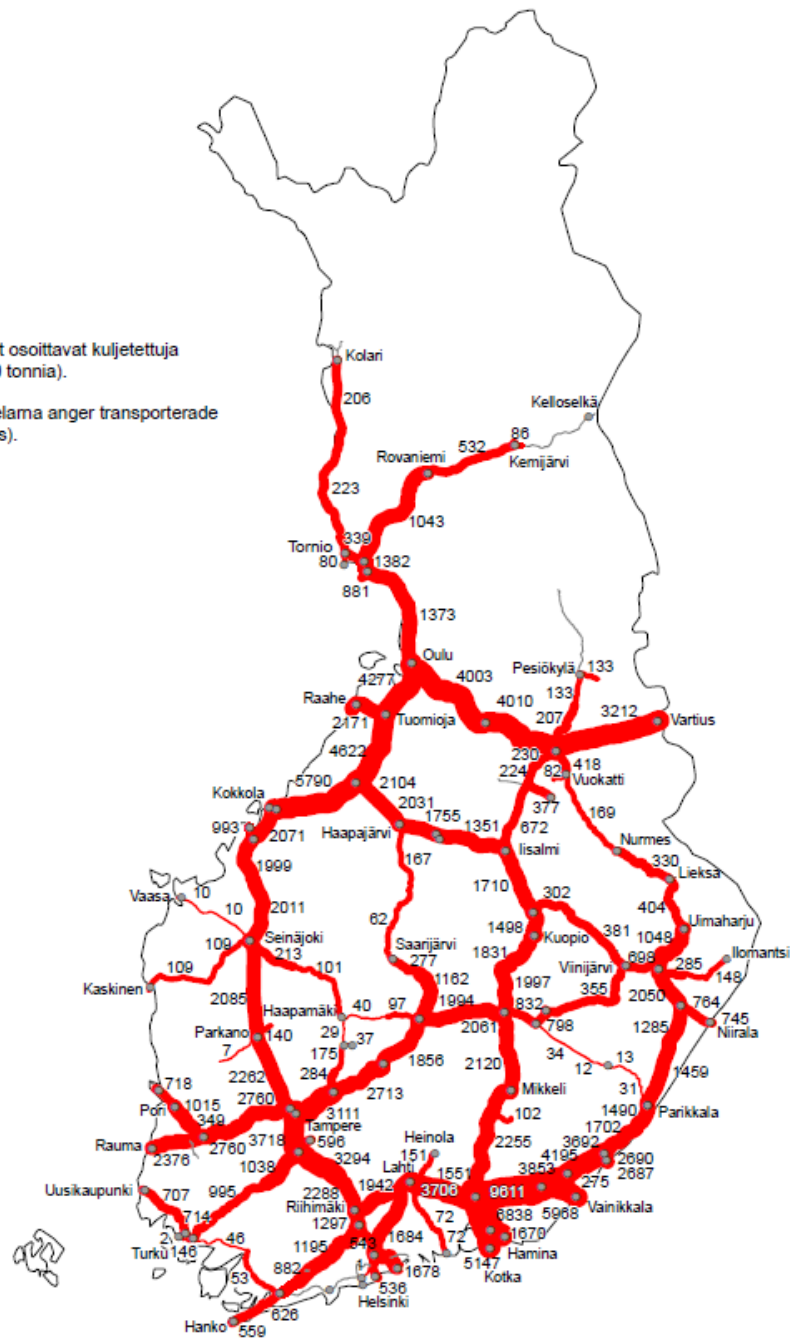 t osoittavat kuljetettuja
tonnia).
elama anger transporterade
s).
Kolari
206
Kelloselkä
86
532
Kemijärvi
Rovaniemi
223
1043
339
Tornio
80
1382
881
1373
Oulu
4277
4003
Pesiökylä
133
Raahe
133
4010
2171
Tuomioja
207
3212
Vartius
4622
230
418
5790
2104
224
82
Vuokatti
Kokkola
2031
377
993
2071
1755
169
Haapajärvi
1351
672
Nurmes
1999
167
Iisalmi
330
Lieksa
10
1710
Vaasa
302
404
10
2011
62
1498
Uimaharju
109
Seinäjoki
Kuopio
381
1048
213
Saarijärvi
1831
Ilomantsi
277
Viinijärvi
698
285
109
101
148
Kaskinen
1162
1997
355
2085
Haapamäki
97
1994
832
2050
764
40
2061
798
745
Parkano
29
1285
Niirala
140
37
7
175
34
13
1459
1856
12
2262
284
2120
31
718
2713
Mikkeli
1490
Parikkala
Pori
1015
2760
3111
102
1702
349
Tampere
2255
3692
Rauma
2760
3718
596
Heinola
4195
2690
2376
151
3853
2687
1038
3294
Lahti
1551
275
Uusikaupunki
3706
9611
707
995
2288
1942
5968
Vainikkala
Riihimäki
714
72
6838
2
1297
1684
1670
Turku
146
46
543
72
Hamina
1195
5147
53
882
1
1678
Kotka
536
626
Helsinki
Hanko
559